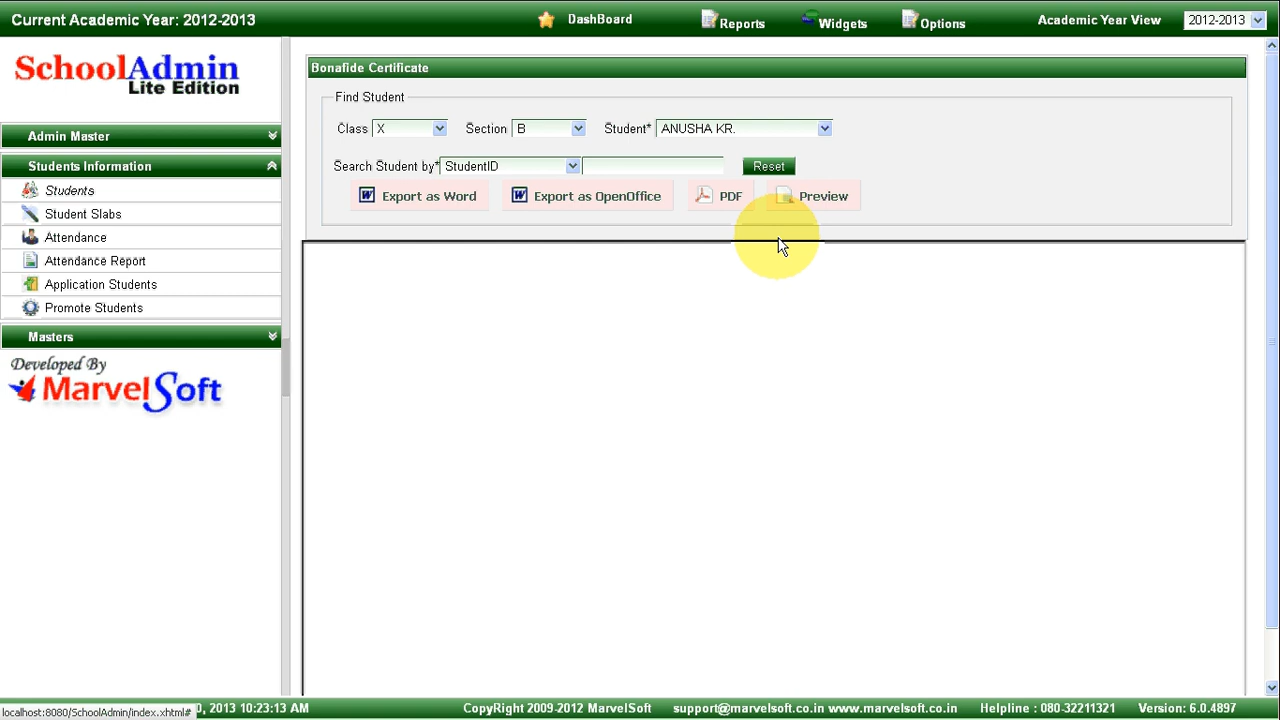 Current Academic Year: 2012-2013
DashBoard
Reports
Widgets
Options
Academic Year View
2012-2013
SchoolAdmin
Lite Edition
Admin Master
Students Information
Students
Student Slabs
Attendance
Attendance Report
Application Students
Promote Students
Masters
Developed By
MarvelSoft
Bonafide Certificate
Find Student
Class X Section B Student* ANUSHA KR.
Search Student by* StudentID Reset
Export as Word Export as OpenOffice PDF Preview
localhost:8080/SchoolAdmin/index.xhtml# 0, 2013 10:23:13 AM
CopyRight 2009-2012 MarvelSoft
support@marvelsoft.co.in www.marvelsoft.co.in
Helpline : 080-32211321
Version: 6.0.4897